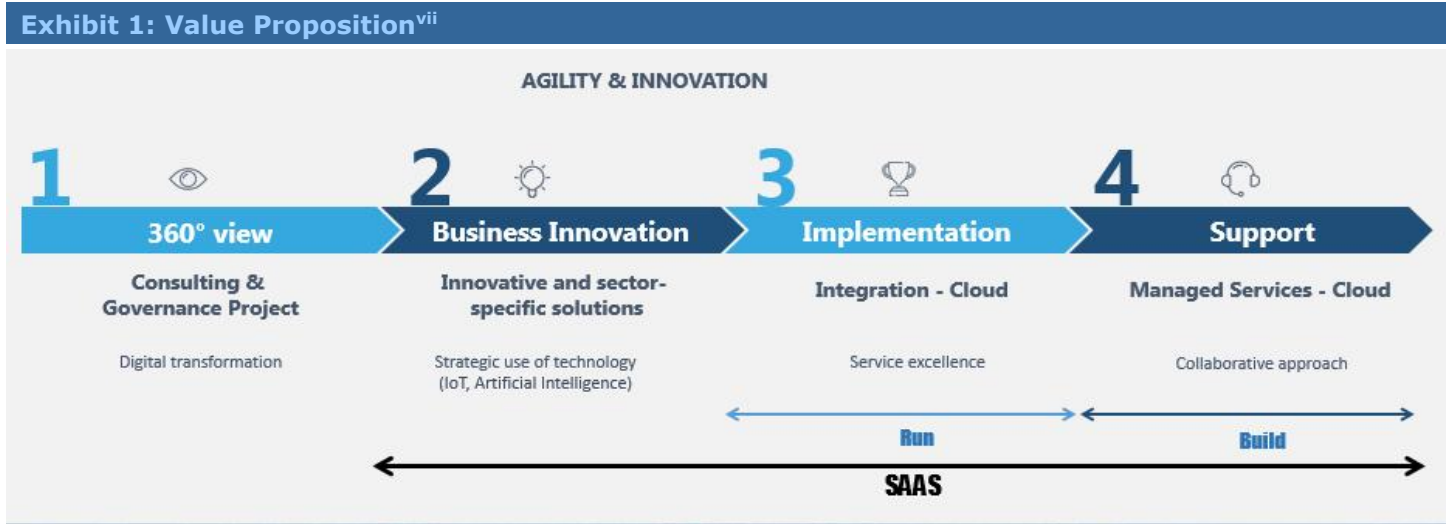 Exhibit 1: Value Proposition^vii
AGILITY & INNOVATION
1
360° view
Consulting &
Governance Project
Digital transformation
2
Business Innovation
Innovative and sector-
specific solutions
Strategic use of technology
(IoT, Artificial Intelligence)
3
Implementation
Integration - Cloud
Service excellence
4
Support
Managed Services - Cloud
Collaborative approach
Run
Build
SAAS